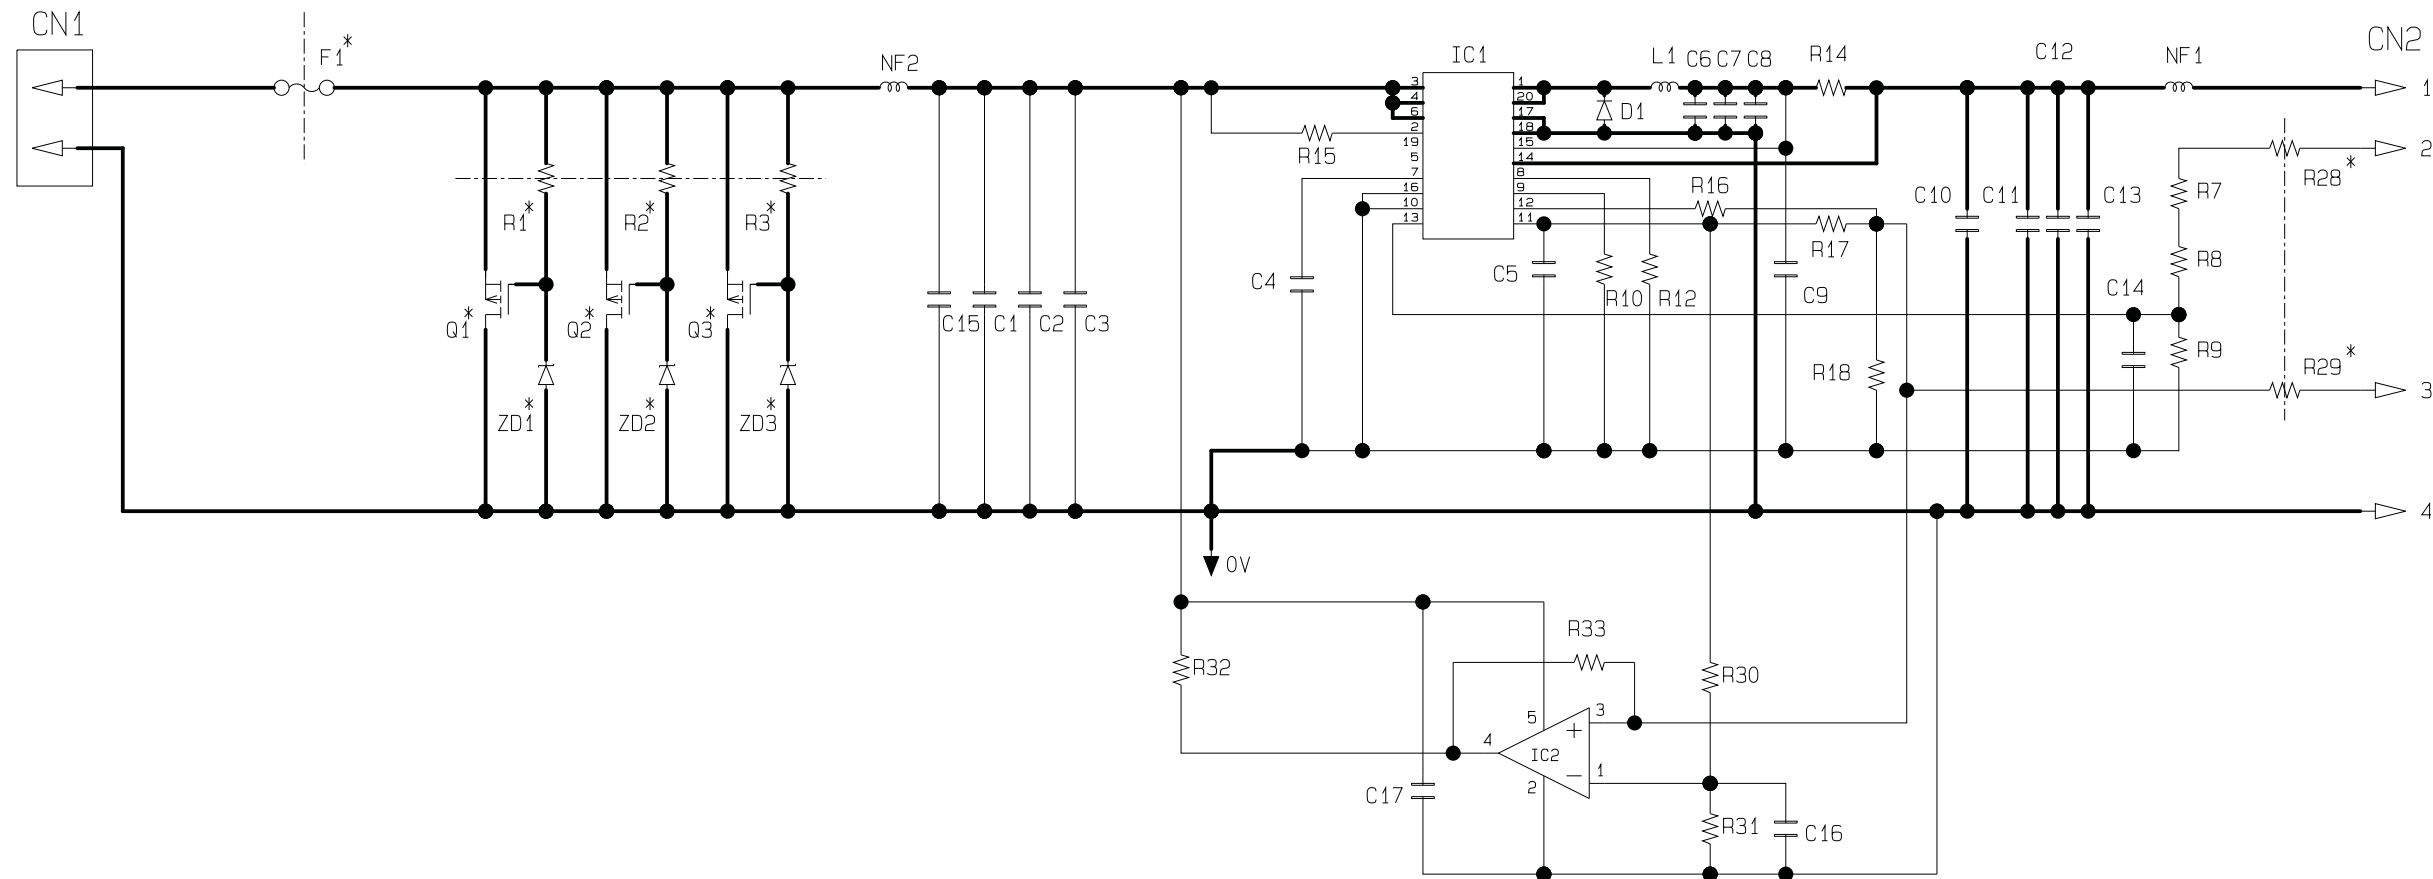 CN1
F1*
NF2
IC1
L1 C6 C7 C8 R14
C12
NF1
CN2
3
4
6
2
19
5
7
16
10
13
1
20
17
18
15
14
8
9
12
11
D1
R15
1
2
3
4
R1* R2* R3*
R16
R17
C10 C11 C13
R7
R28*
C4
C5
R10 R12
C9
R8
C14
Q1* Q2* Q3*
C15 C1 C2 C3
R18
R9
R29*
ZD1* ZD2* ZD3*
0V
R33
R32
R30
5
3
4
IC2
+
−
1
2
C17
R31
C16